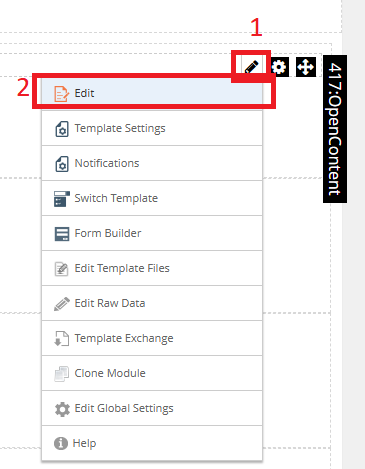 1
2
Edit
Template Settings
Notifications
Switch Template
Form Builder
Edit Template Files
Edit Raw Data
Template Exchange
Clone Module
Edit Global Settings
Help
417:OpenContent